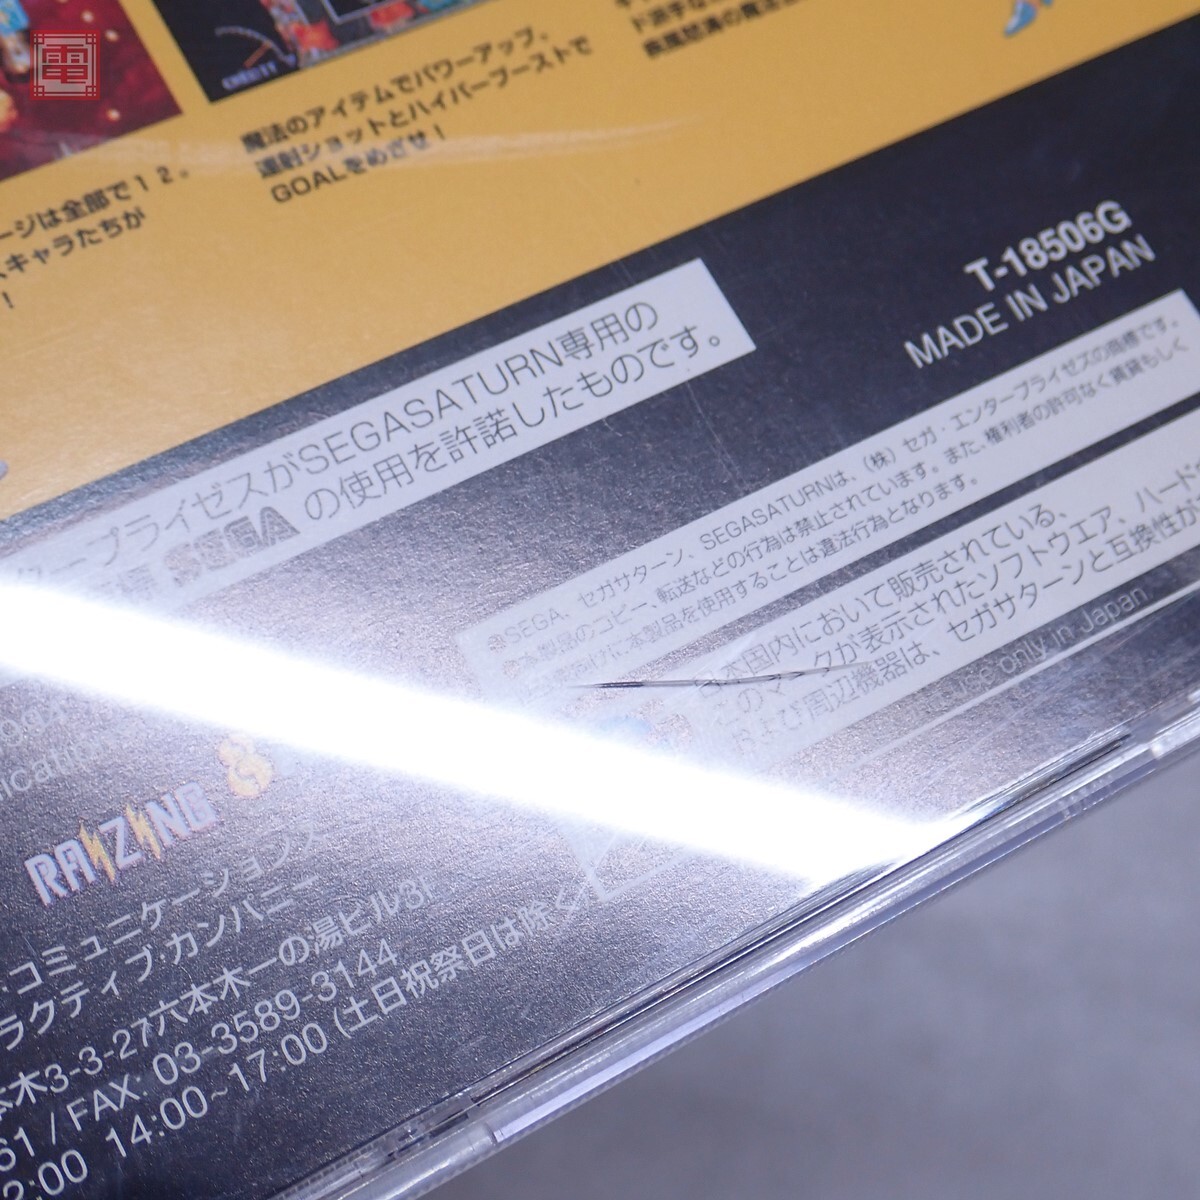 電
CREDIT
魔法のアイテムでパワーアップ。
連射ショットとハイパーブーストで
GOALをめざせ！
ージは全部で１２。
キャラたちが
！
疾風怒濤の魔法
T-18506G
MADE IN JAPAN
ープライゼスがSEGASATURN専用の
SEGA の使用を許諾したものです。
SEGA、セガサターン、SEGASATURNは、（株）セガ・エンタープライゼスの商標です。
本製品のコピー、転送などの行為は禁止されています。また、権利者の許可なく賃貸もしく
に本製品を使用することは違法行為となります。
日本国内において販売されている、
このマークが表示されたソフトウエア、ハード
および周辺機器は、セガサターンと互換性が
use only in Japan.
RAIZING 8
コミュニケーションズ
ラクティブ・カンパニー
本木3-3-27六本木一の湯ビル3F
61 / FAX: 03-3589-3144
2:00 14:00~17:00 (土日祝祭日は除く)